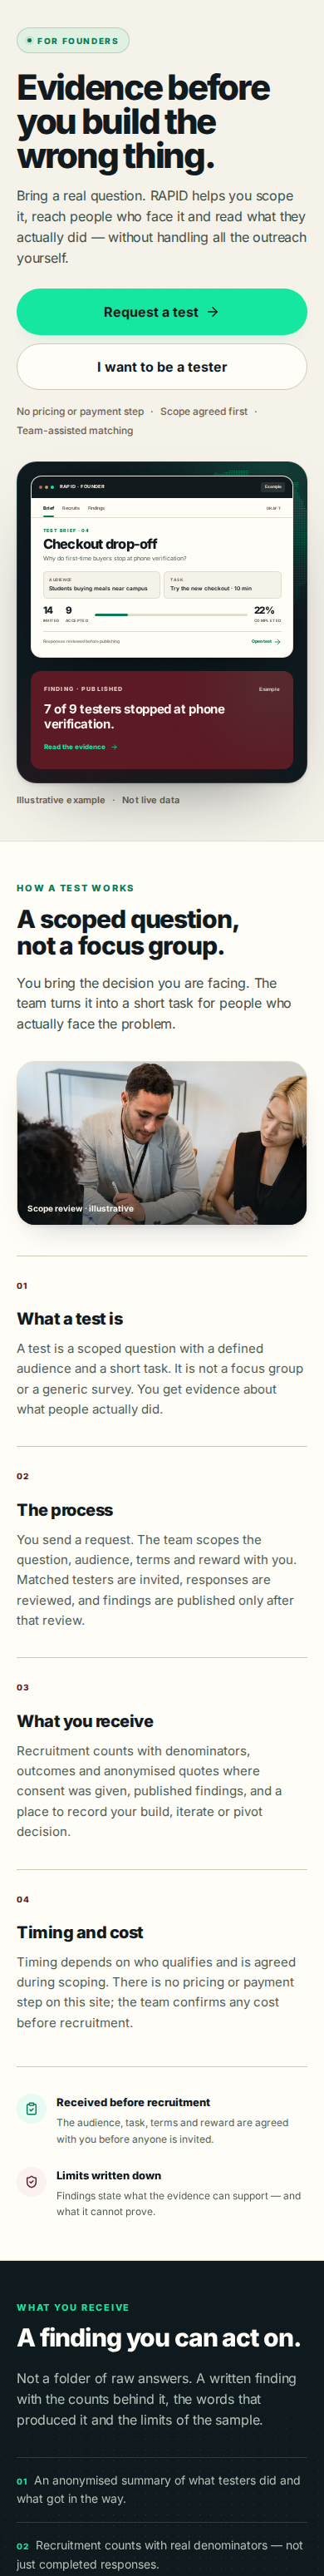 FOR FOUNDERS
Evidence before
you build the
wrong thing.
Bring a real question. RAPID helps you scope
it, reach people who face it and read what they
actually did — without handling all the outreach
yourself.
Request a test →
I want to be a tester
No pricing or payment step · Scope agreed first ·
Team-assisted matching
RAPID · FOUNDER Example
Brief Recruits Findings
TEST BRIEF · 04
Checkout drop-off
Why do first-time buyers stop at phone verification?
AUDIENCE TASK
Students buying meals near campus Try the new checkout · 10 min
14 9 22%
INVITED ACCEPTED COMPLETED
Responses reviewed before publishing Open test →
FINDING · PUBLISHED Example
7 of 9 testers stopped at phone
verification.
Read the evidence →
Illustrative example · Not live data
HOW A TEST WORKS
A scoped question,
not a focus group.
You bring the decision you are facing. The
team turns it into a short task for people who
actually face the problem.
Scope review · illustrative
01
What a test is
A test is a scoped question with a defined
audience and a short task. It is not a focus group
or a generic survey. You get evidence about
what people actually did.
02
The process
You send a request. The team scopes the
question, audience, terms and reward with you.
Matched testers are invited, responses are
reviewed, and findings are published only after
that review.
03
What you receive
Recruitment counts with denominators,
outcomes and anonymised quotes where
consent was given, published findings, and a
place to record your build, iterate or pivot
decision.
04
Timing and cost
Timing depends on who qualifies and is agreed
during scoping. There is no pricing or payment
step on this site; the team confirms any cost
before recruitment.
Received before recruitment
The audience, task, terms and reward are agreed
with you before anyone is invited.
Limits written down
Findings state what the evidence can support — and
what it cannot prove.
WHAT YOU RECEIVE
A finding you can act on.
Not a folder of raw answers. A written finding
with the counts behind it, the words that
produced it and the limits of the sample.
01 An anonymised summary of what testers did and
what got in the way.
02 Recruitment counts with real denominators — not
just completed responses.